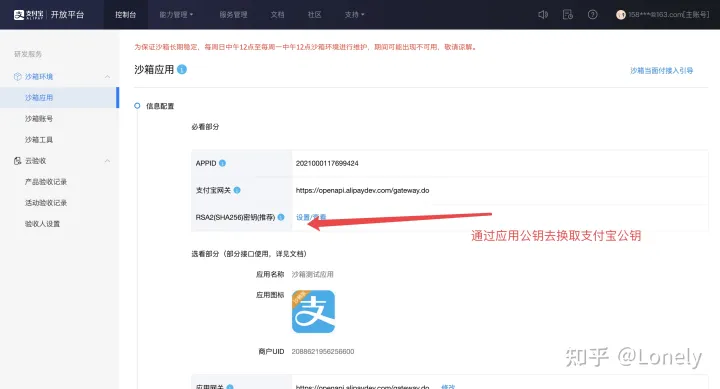 支付宝 ALIPAY 开放平台 控制台 能力管理 服务管理 文档 社区 支持 158****@163.com[主账号]
为保证沙箱长期稳定，每周日中午12点至每周一中午12点沙箱环境进行维护，期间可能出现不可用，敬请谅解。
研发服务
沙箱环境
沙箱应用
沙箱账号
沙箱工具
云验收
产品验收记录
活动验收记录
验收人设置
沙箱应用
沙箱当面付接入引导
信息配置
必看部分
APPID 2021000117699424
支付宝网关 https://openapi.alipaydev.com/gateway.do
RSA2(SHA256)密钥(推荐) 设置/查看
通过应用公钥去换取支付宝公钥
选看部分（部分接口使用，详见文档）
应用名称 沙箱测试应用
应用图标
沙箱
支
商户UID 2088621956256600
应用网关 https://openapi.alipaydev.com/gateway.do 修改
知乎 @Lonely